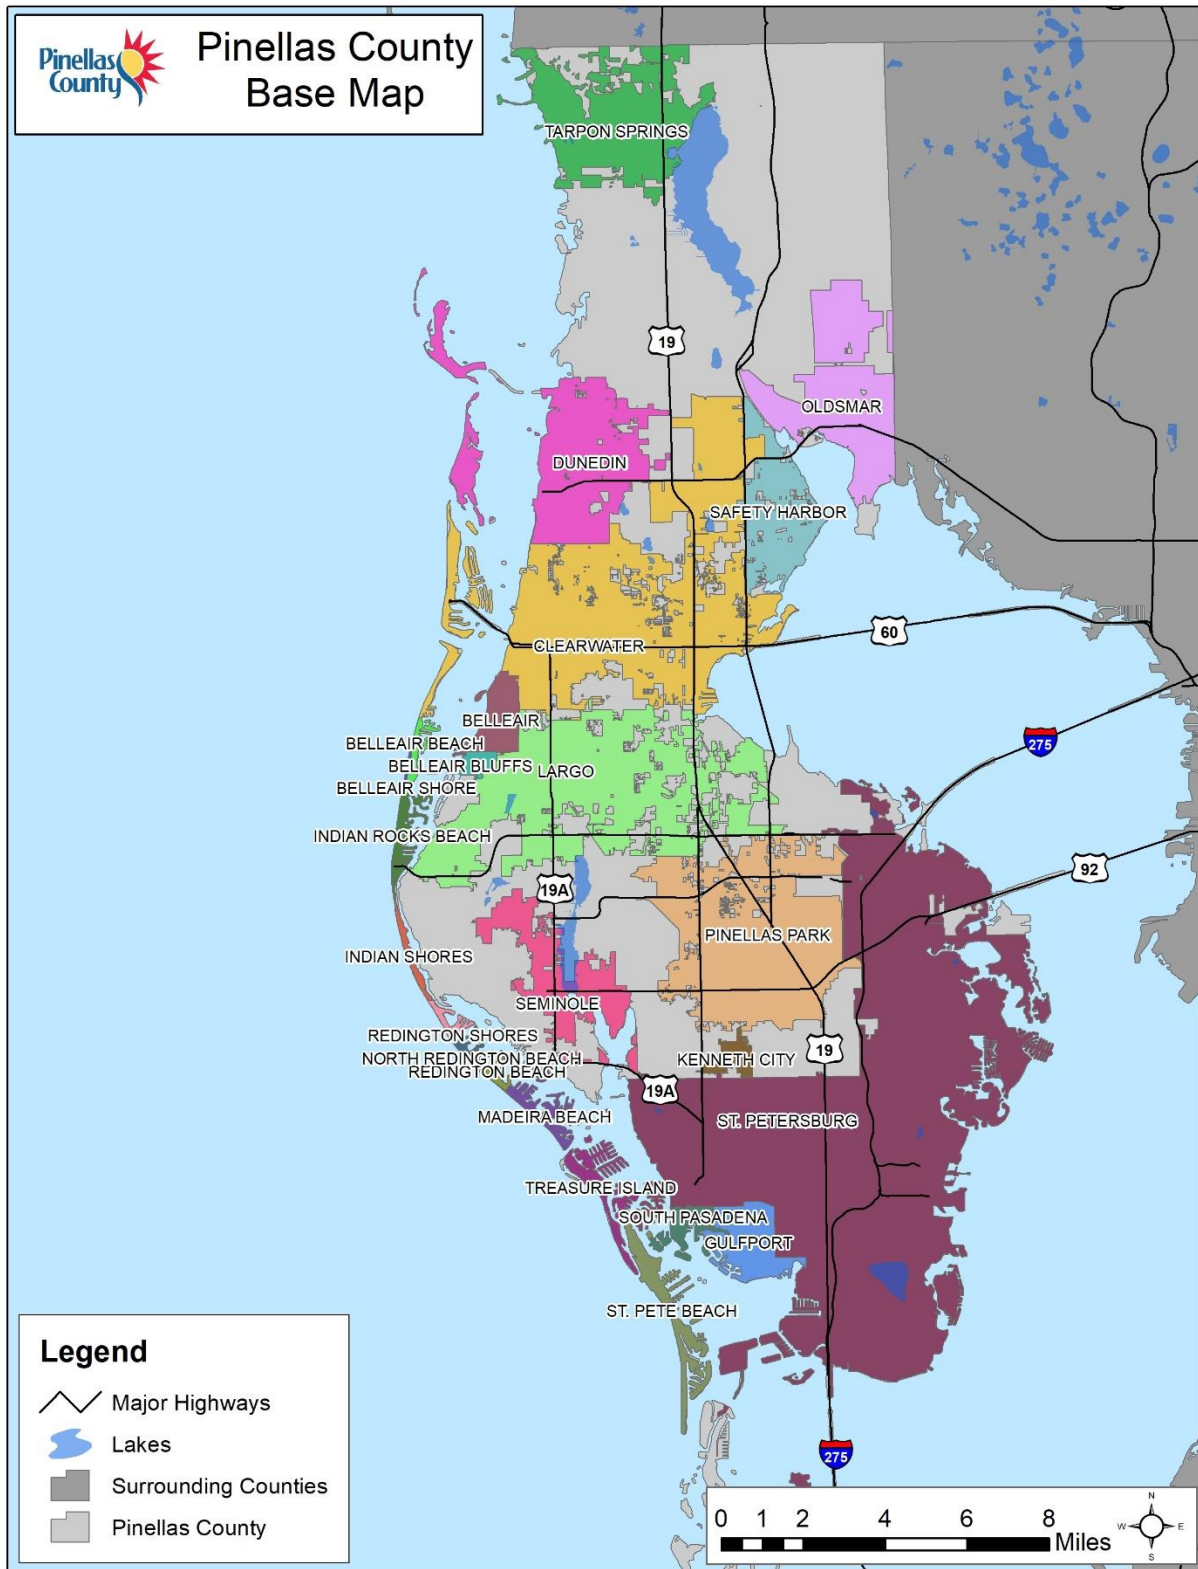 Pinellas
County
Pinellas County
Base Map
TARPON SPRINGS
19
OLDSMAR
DUNEDIN
SAFETY HARBOR
60
CLEARWATER
BELLEAIR
275
BELLEAIR BEACH
BELLEAIR BLUFFS
LARGO
BELLEAIR SHORE
INDIAN ROCKS BEACH
92
19A
PINELLAS PARK
INDIAN SHORES
SEMINOLE
REDINGTON SHORES
19
NORTH REDINGTON BEACH
KENNETH CITY
REDINGTON BEACH
19A
MADEIRA BEACH
ST. PETERSBURG
TREASURE ISLAND
SOUTH PASADENA
GULFPORT
ST. PETE BEACH
275
Legend
Major Highways
Lakes
Surrounding Counties
Pinellas County
0 1 2 4 6 8
Miles
N
W E
S